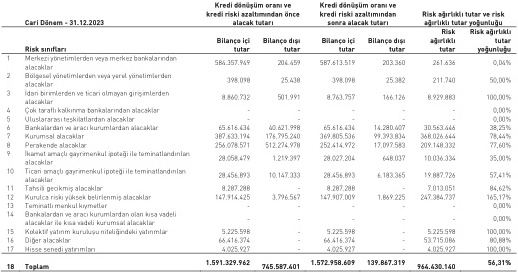 Cari Dönem - 31.12.2023
Kredi dönüşüm oranı ve kredi riski azaltımından önce alacak tutarı
Kredi dönüşüm oranı ve kredi riski azaltımından sonra alacak tutarı
Risk ağırlıklı tutar ve risk ağırlıklı tutar yoğunluğu
Risk sınıfları Bilanço içi tutar Bilanço dışı tutar Bilanço içi tutar Bilanço dışı tutar Risk ağırlıklı tutar Risk ağırlıklı tutar yoğunluğu
1 Merkezi yönetimlerden veya merkez bankalarından alacaklar 584.357.949 204.459 587.613.519 203.360 261.636 0,04%
2 Bölgesel yönetimlerden veya yerel yönetimlerden alacaklar 398.098 25.438 398.098 25.382 211.740 50,00%
3 İdari birimlerden ve ticari olmayan girişimlerden alacaklar 8.860.732 501.991 8.763.757 166.126 8.929.883 100,00%
4 Çok taraflı kalkınma bankalarından alacaklar - - - - - 0,00%
5 Uluslararası teşkilatlardan alacaklar - - - - - 0,00%
6 Bankalardan ve aracı kurumlardan alacaklar 65.616.434 40.621.998 65.616.434 14.280.407 30.563.646 38,25%
7 Kurumsal alacaklar 387.633.194 176.795.240 369.805.536 99.393.834 368.026.644 78,44%
8 Perakende alacaklar 256.078.571 512.274.978 252.414.972 17.097.583 209.148.332 77,60%
9 İkamet amaçlı gayrimenkul ipoteği ile teminatlandırılan alacaklar 28.058.479 1.219.397 28.027.204 648.037 10.036.334 35,00%
10 Ticari amaçlı gayrimenkul ipoteği ile teminatlandırılan alacaklar 28.456.893 10.147.333 28.456.893 6.183.365 19.887.726 57,41%
11 Tahsili gecikmiş alacaklar 8.287.288 - 8.287.288 - 7.013.051 84,62%
12 Kurulca riski yüksek belirlenmiş alacaklar 147.914.425 3.796.567 147.907.009 1.869.225 247.384.737 165,17%
13 Teminatlı menkul kıymetler - - - - - 0,00%
14 Bankalardan ve aracı kurumlardan olan kısa vadeli alacaklar ile kısa vadeli kurumsal alacaklar - - - - - 0,00%
15 Kolektif yatırım kuruluşu niteliğindeki yatırımlar 5.225.598 - 5.225.598 - 5.225.598 100,00%
16 Diğer alacaklar 66.416.374 - 66.416.374 - 53.715.086 80,88%
17 Hisse senedi yatırımları 4.025.927 - 4.025.927 - 4.025.927 100,00%
18 Toplam 1.591.329.962 745.587.401 1.572.958.609 139.867.319 964.430.140 56,31%